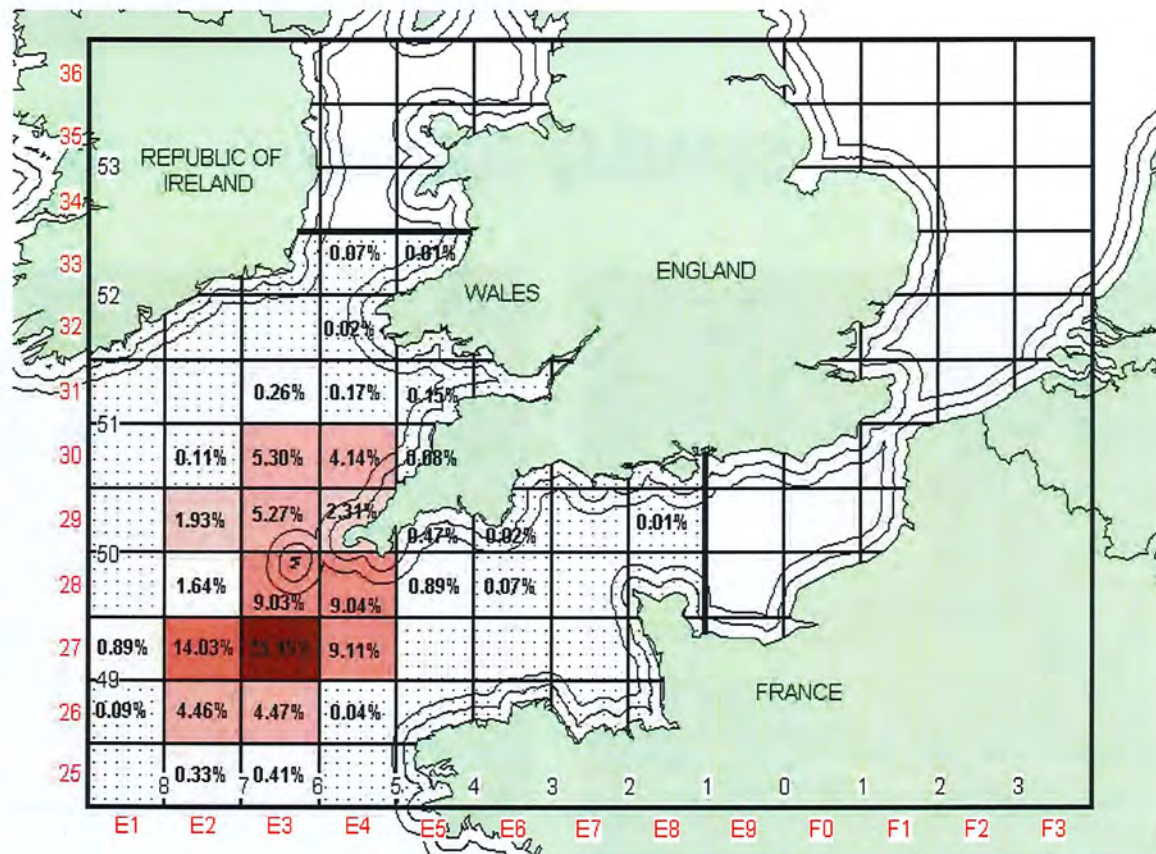 36
35
REPUBLIC OF
IRELAND
53
34
33
0.07% 0.01%
ENGLAND
WALES
52
32
0.02%
31
0.26% 0.17% 0.15%
51
30
0.11% 5.30% 4.14% 0.08%
29
1.93% 5.27% 2.31% 0.47% 0.02% 0.01%
50
28
1.64% 9.03% 9.04% 0.89% 0.07%
27
0.89% 14.03% 9.11%
49
FRANCE
26
0.09% 4.46% 4.47% 0.04%
25
0.33% 0.41%
8 7 6 5 4 3 2 1 0 1 2 3
E1 E2 E3 E4 E5 E6 E7 E8 E9 F0 F1 F2 F3